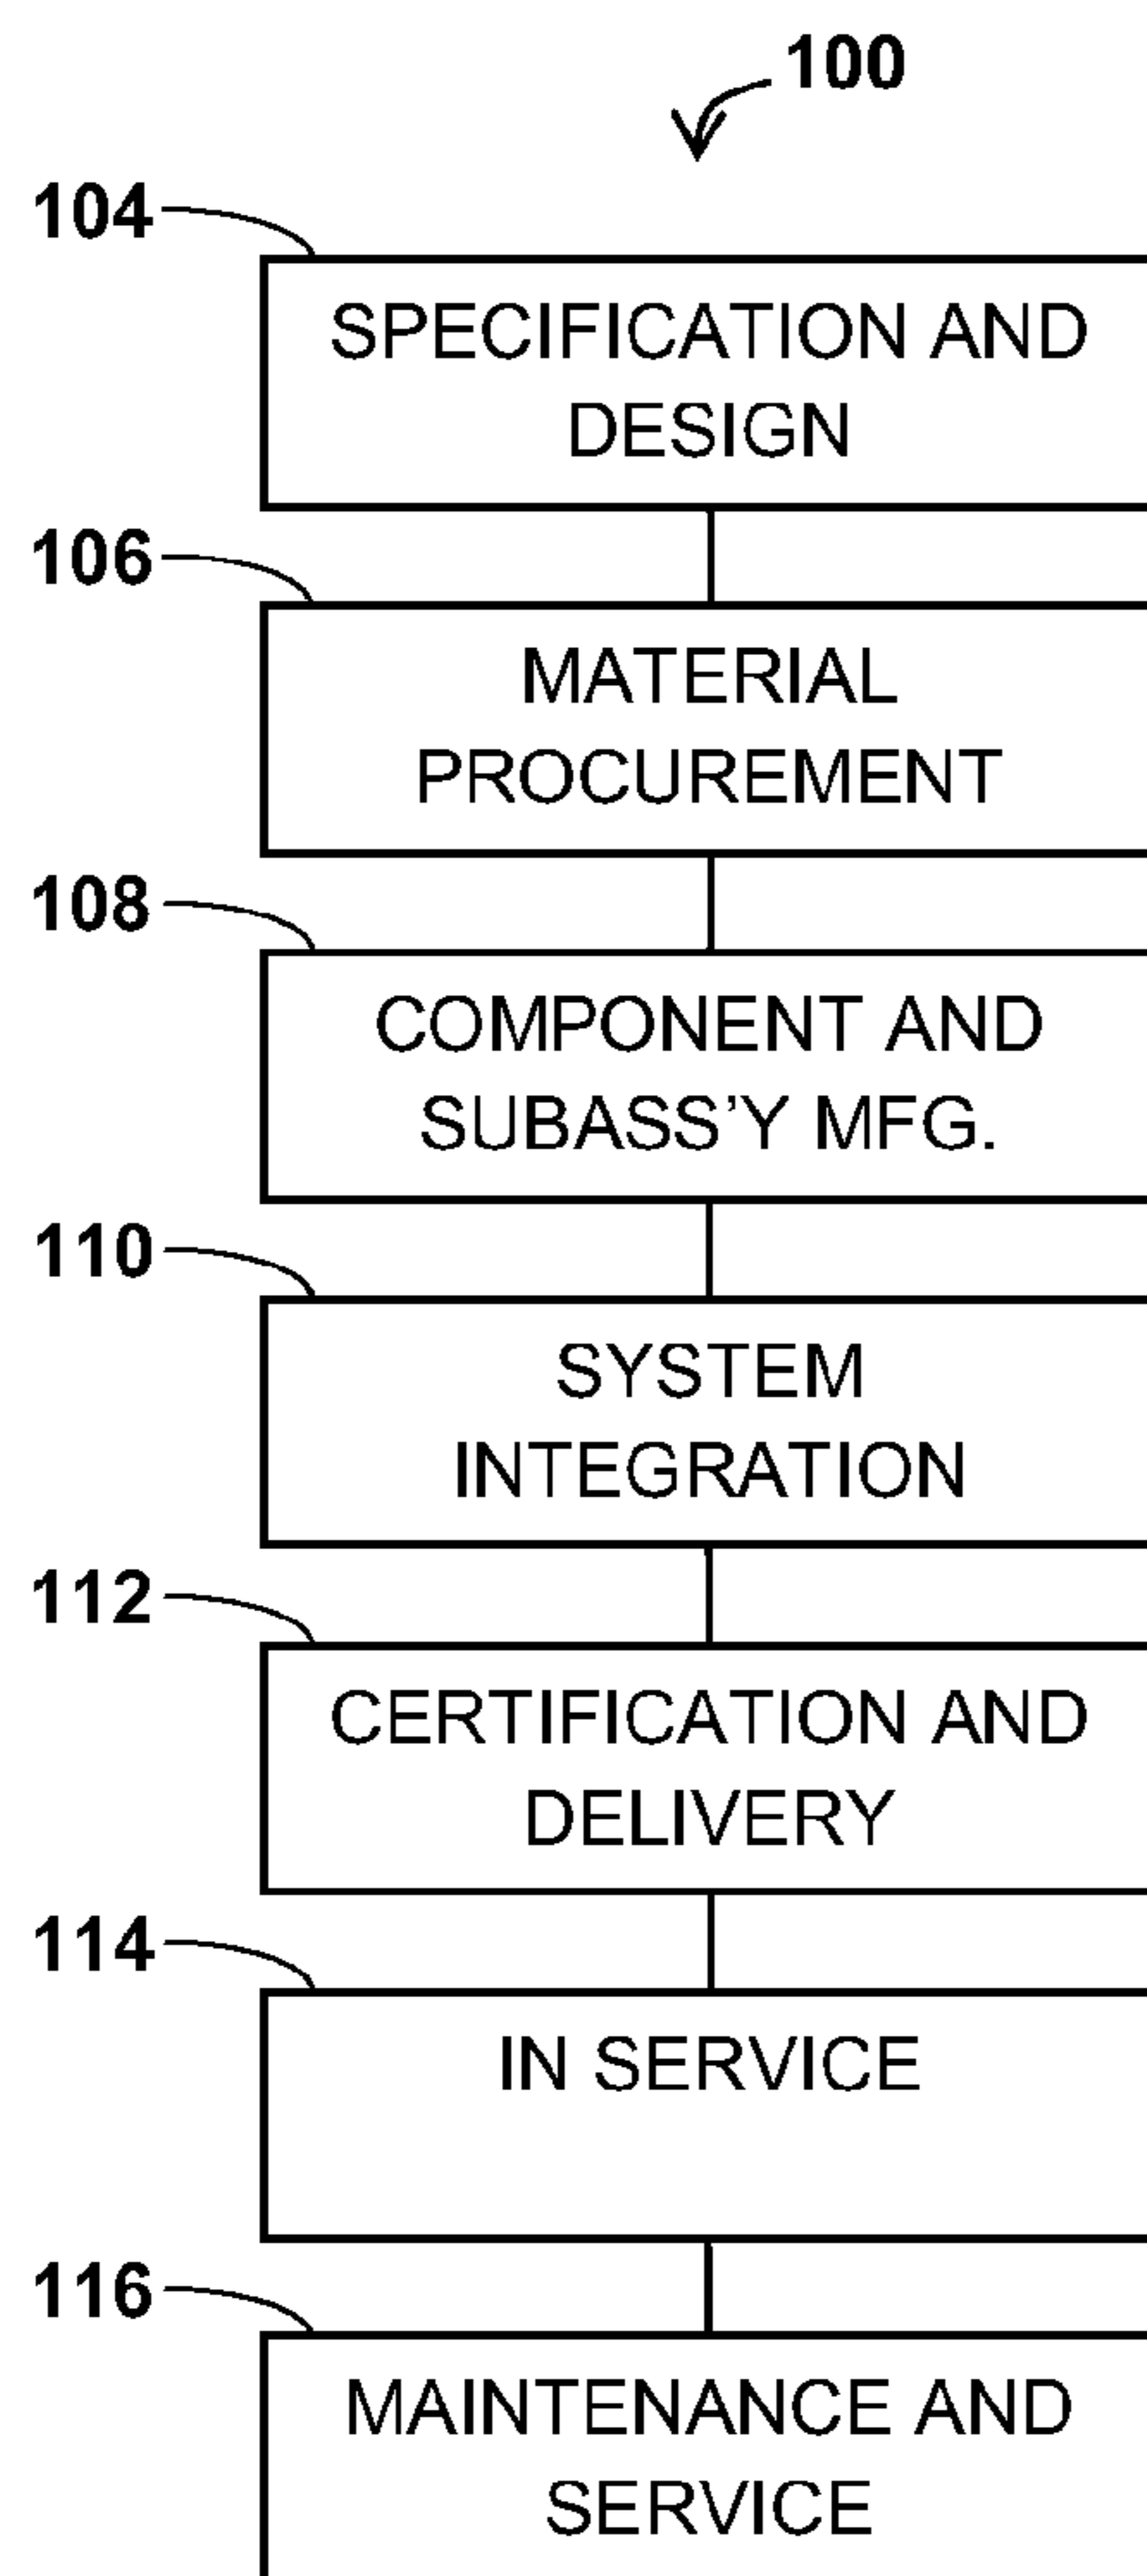 100
104
SPECIFICATION AND
DESIGN
106
MATERIAL
PROCUREMENT
108
COMPONENT AND
SUBASS’Y MFG.
110
SYSTEM
INTEGRATION
112
CERTIFICATION AND
DELIVERY
114
IN SERVICE
116
MAINTENANCE AND
SERVICE